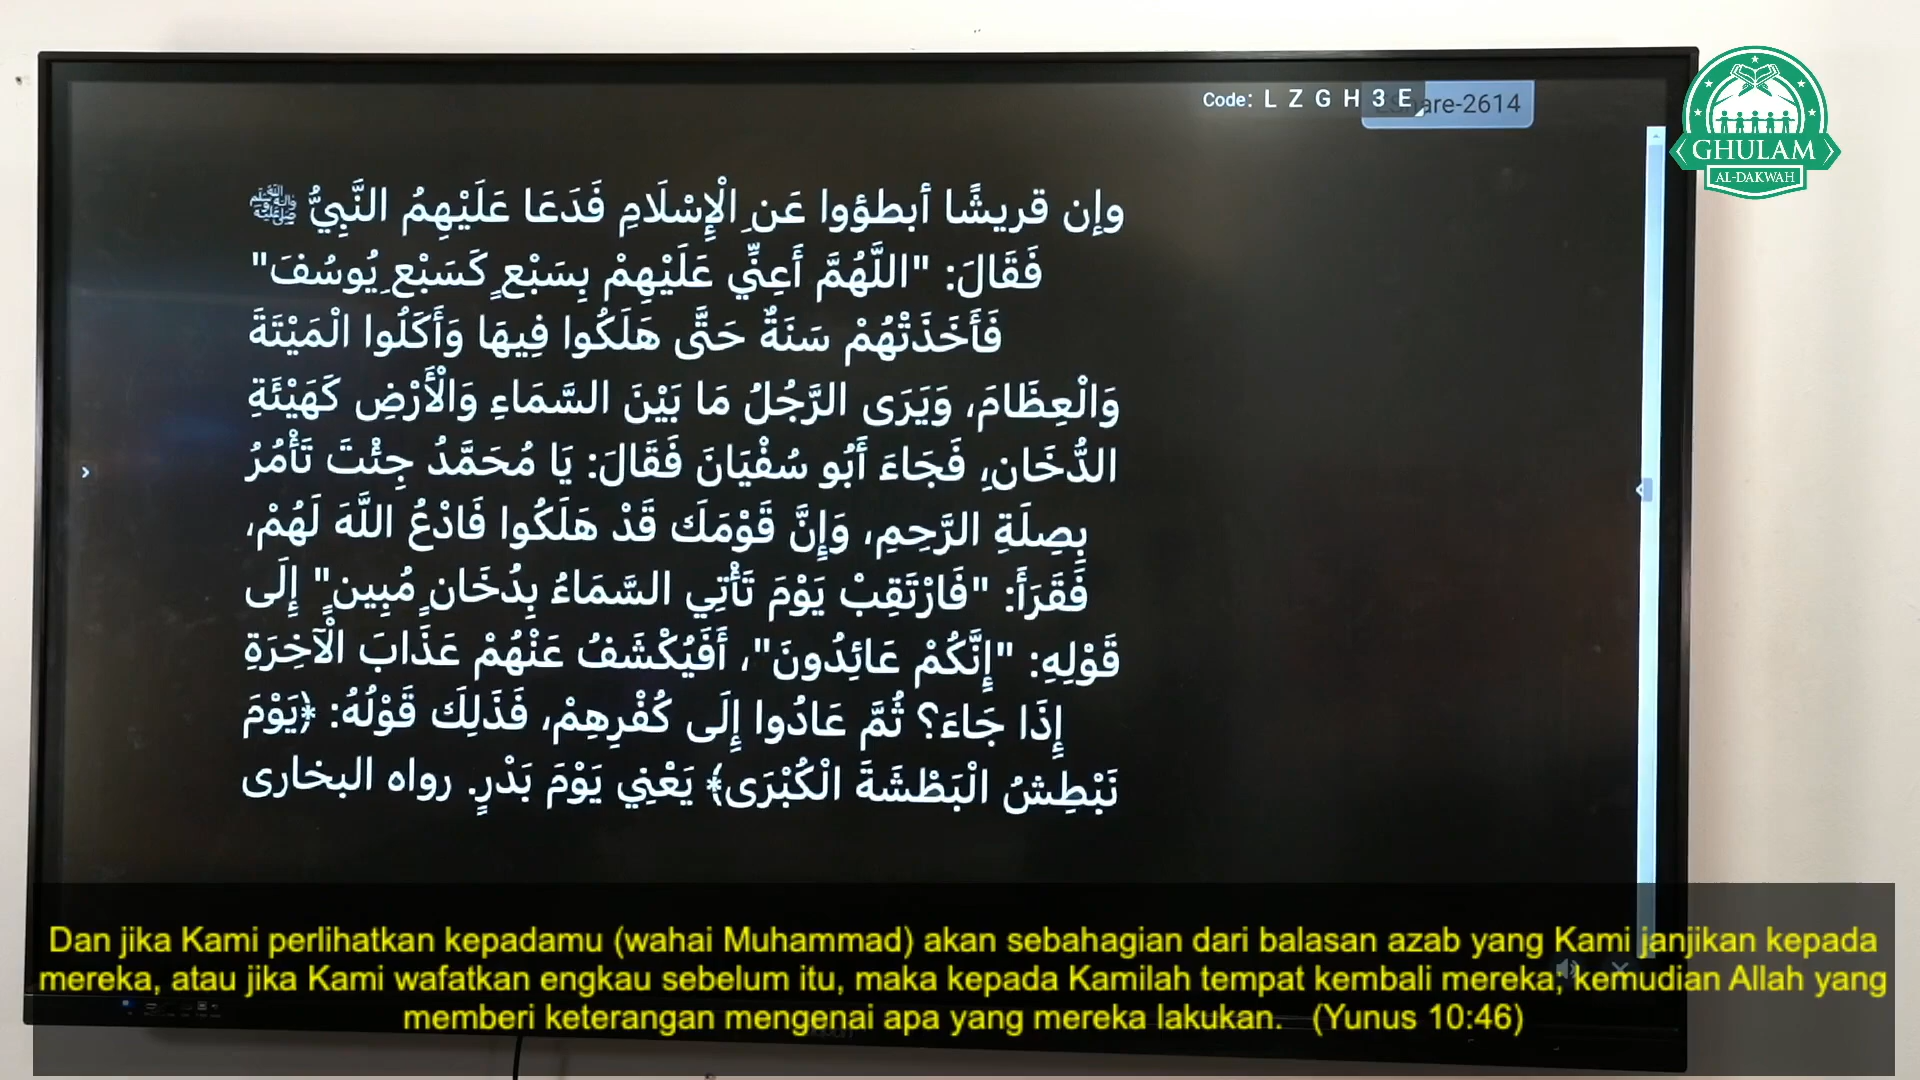 Code: L Z G H 3 E
are-2614
GHULAM
AL-DAKWAH
وإن قريشًا أبطؤوا عَنِ الْإِسْلَامِ فَدَعَا عَلَيْهِمُ النَّبِيُّ ﷺ
فَقَالَ: "اللَّهُمَّ أَعِنِّي عَلَيْهِمْ بِسَبْعٍ كَسَبْعِ يُوسُفَ"
فَأَخَذَتْهُمْ سَنَةٌ حَتَّى هَلَكُوا فِيهَا وَأَكَلُوا الْمَيْتَةَ
وَالْعِظَامَ، وَيَرَى الرَّجُلُ مَا بَيْنَ السَّمَاءِ وَالْأَرْضِ كَهَيْئَةِ
الدُّخَانِ، فَجَاءَ أَبُو سُفْيَانَ فَقَالَ: يَا مُحَمَّدُ جِئْتَ تَأْمُرُ
بِصِلَةِ الرَّحِمِ، وَإِنَّ قَوْمَكَ قَدْ هَلَكُوا فَادْعُ اللَّهَ لَهُمْ،
فَقَرَأَ: "فَارْتَقِبْ يَوْمَ تَأْتِي السَّمَاءُ بِدُخَانٍ مُبِينٍ" إِلَى
قَوْلِهِ: "إِنَّكُمْ عَائِدُونَ"، أَفَيُكْشَفُ عَنْهُمْ عَذَابَ الْآخِرَةِ
إِذَا جَاءَ؟ ثُمَّ عَادُوا إِلَى كُفْرِهِمْ، فَذَلِكَ قَوْلُهُ: ﴿يَوْمَ
نَبْطِشُ الْبَطْشَةَ الْكُبْرَى﴾ يَعْنِي يَوْمَ بَدْرٍ. رواه البخارى
Dan jika Kami perlihatkan kepadamu (wahai Muhammad) akan sebahagian dari balasan azab yang Kami janjikan kepada
mereka, atau jika Kami wafatkan engkau sebelum itu, maka kepada Kamilah tempat kembali mereka; kemudian Allah yang
memberi keterangan mengenai apa yang mereka lakukan. (Yunus 10:46)